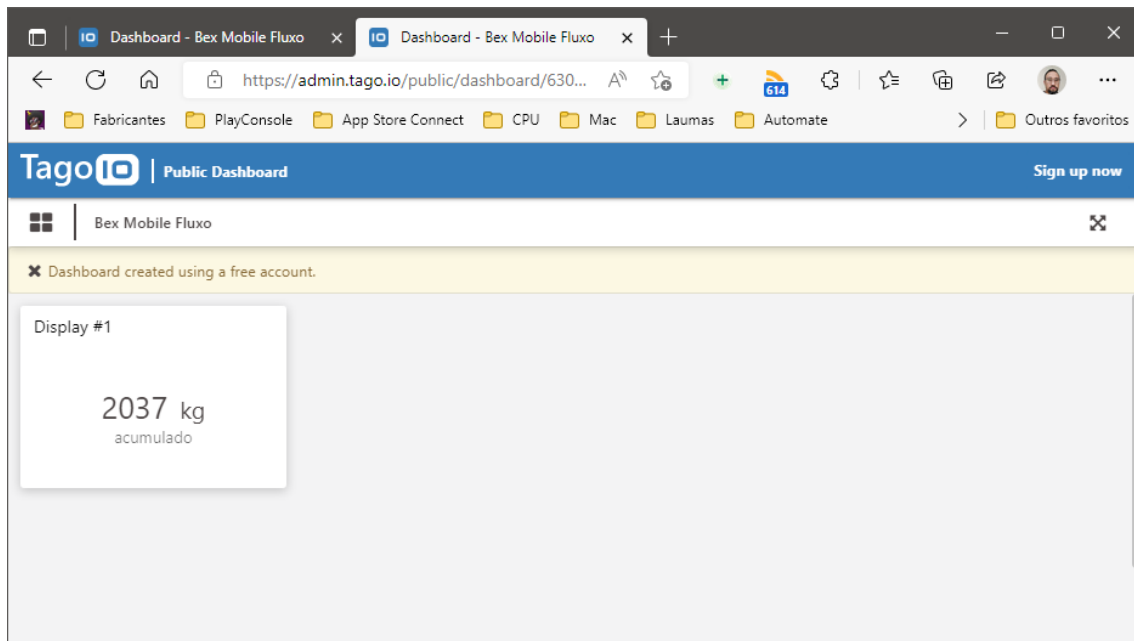 Dashboard - Bex Mobile Fluxo
Dashboard - Bex Mobile Fluxo
https://admin.tago.io/public/dashboard/630...
614
Fabricantes PlayConsole App Store Connect CPU Mac Laumas Automate Outros favoritos
Tago IO | Public Dashboard Sign up now
Bex Mobile Fluxo
Dashboard created using a free account.
Display #1
2037 kg
acumulado